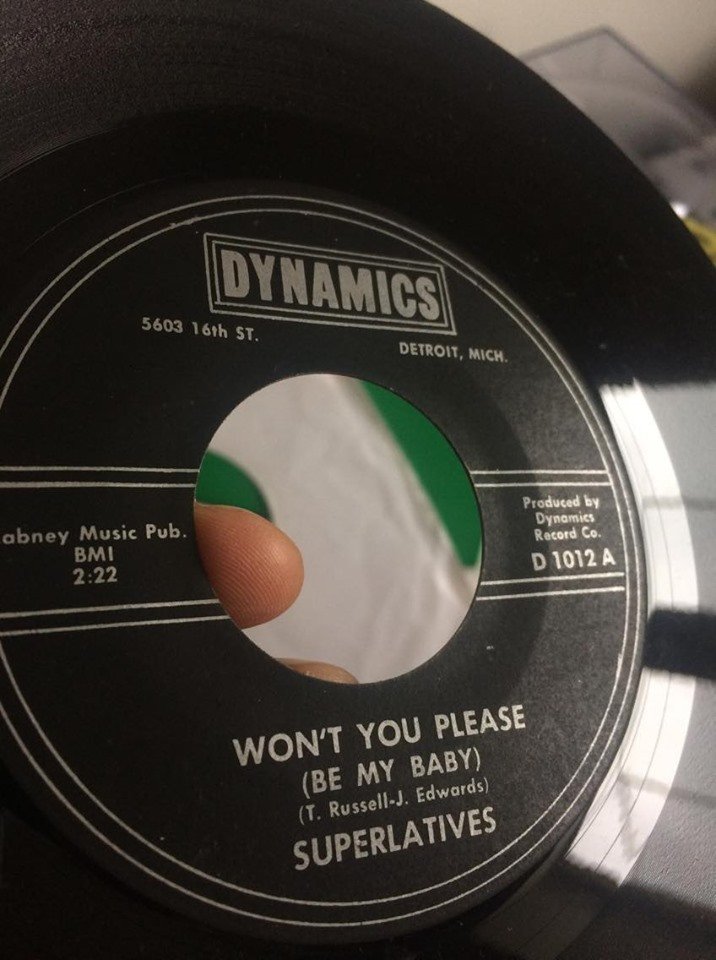 DYNAMICS
5603 16th ST.
DETROIT, MICH.
abney Music Pub.
BMI
2:22
Produced by
Dynamics
Record Co.
D 1012 A
WON'T YOU PLEASE
(BE MY BABY)
(T. Russell-J. Edwards)
SUPERLATIVES